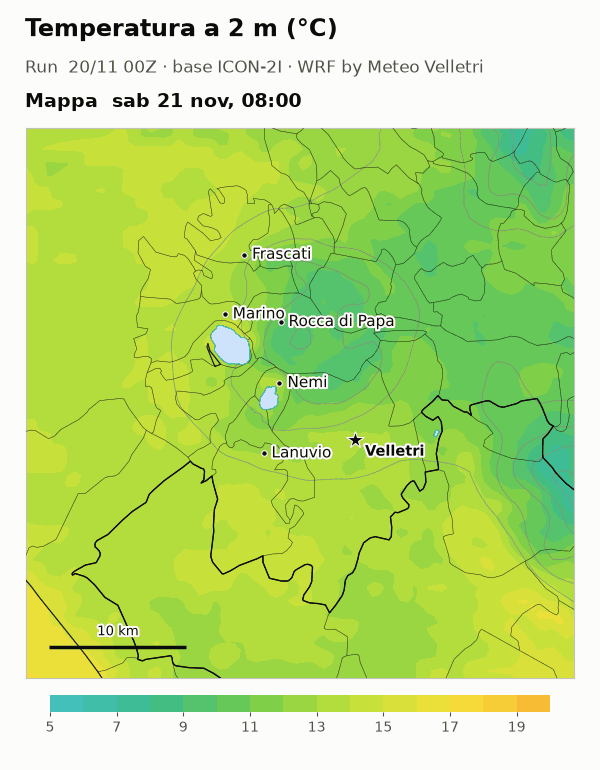 Temperatura a 2 m (°C)
Run  20/11 00Z · base ICON-2I · WRF by Meteo Velletri
Mappa  sab 21 nov, 08:00
Frascati
Marino
Rocca di Papa
Nemi
Velletri
Lanuvio
10 km
5 7 9 11 13 15 17 19